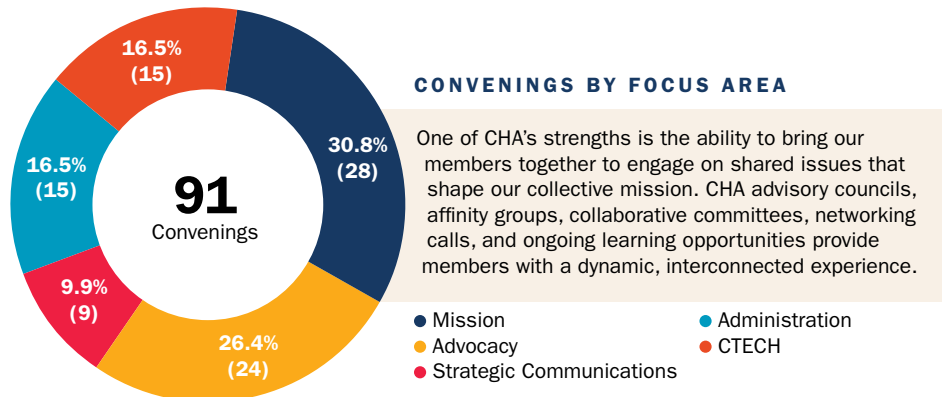 16.5%
(15)
30.8%
(28)
16.5%
(15)
91
Convenings
9.9%
(9)
26.4%
(24)
CONVENINGS BY FOCUS AREA
One of CHA’s strengths is the ability to bring our
members together to engage on shared issues that
shape our collective mission. CHA advisory councils,
affinity groups, collaborative committees, networking
calls, and ongoing learning opportunities provide
members with a dynamic, interconnected experience.
Mission
Advocacy
Strategic Communications
Administration
CTECH